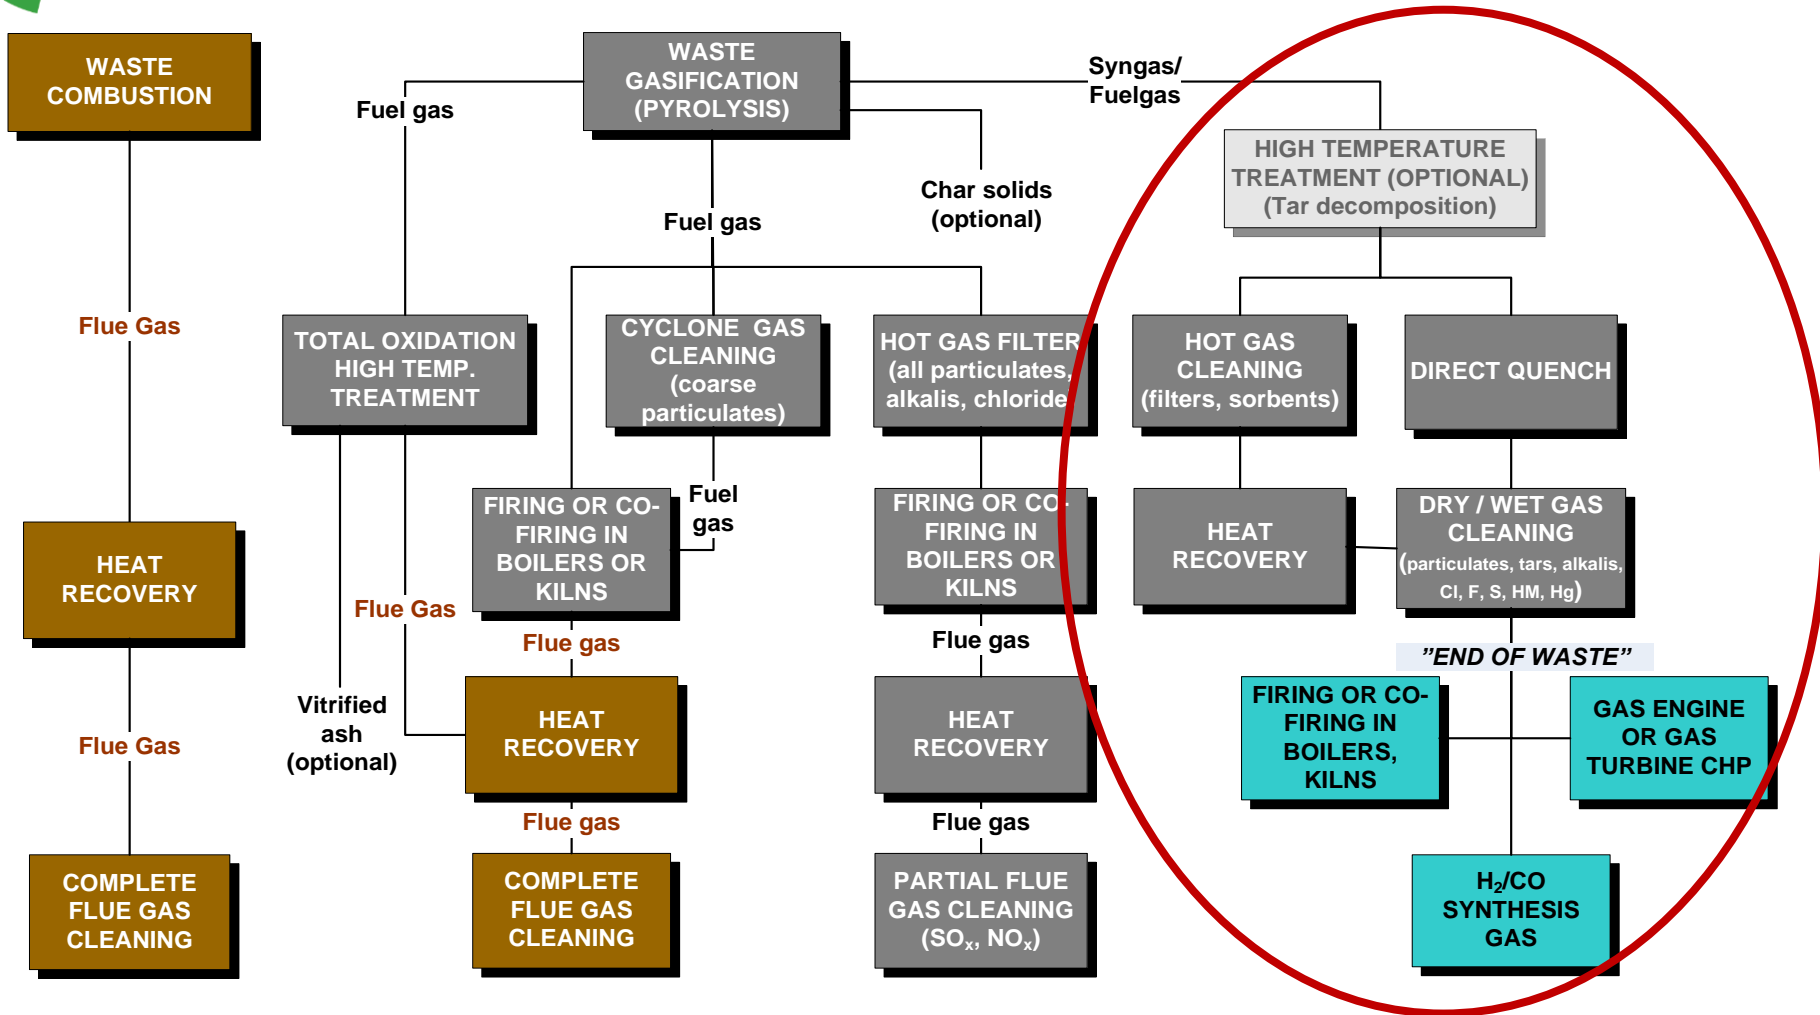 WASTE
COMBUSTION
Flue Gas
HEAT
RECOVERY
Flue Gas
COMPLETE
FLUE GAS
CLEANING
WASTE
GASIFICATION
(PYROLYSIS)
Fuel gas
Fuel gas
Char solids
(optional)
Syngas/
Fuelgas
TOTAL OXIDATION
HIGH TEMP.
TREATMENT
Vitrified
ash
(optional)
Flue Gas
CYCLONE GAS
CLEANING
(coarse
particulates)
Fuel
gas
FIRING OR CO-
FIRING IN
BOILERS OR
KILNS
Flue gas
HEAT
RECOVERY
Flue gas
COMPLETE
FLUE GAS
CLEANING
HOT GAS FILTER
(all particulates,
alkalis, chloride
FIRING OR CO-
FIRING IN
BOILERS OR
KILNS
Flue gas
HEAT
RECOVERY
Flue gas
PARTIAL FLUE
GAS CLEANING
(SOₓ, NOₓ)
HIGH TEMPERATURE
TREATMENT (OPTIONAL)
(Tar decomposition)
HOT GAS
CLEANING
(filters, sorbents)
HEAT
RECOVERY
DIRECT QUENCH
DRY / WET GAS
CLEANING
(particulates, tars, alkalis,
Cl, F, S, HM, Hg)
”END OF WASTE”
FIRING OR CO-
FIRING IN
BOILERS,
KILNS
GAS ENGINE
OR GAS
TURBINE CHP
H₂/CO
SYNTHESIS
GAS